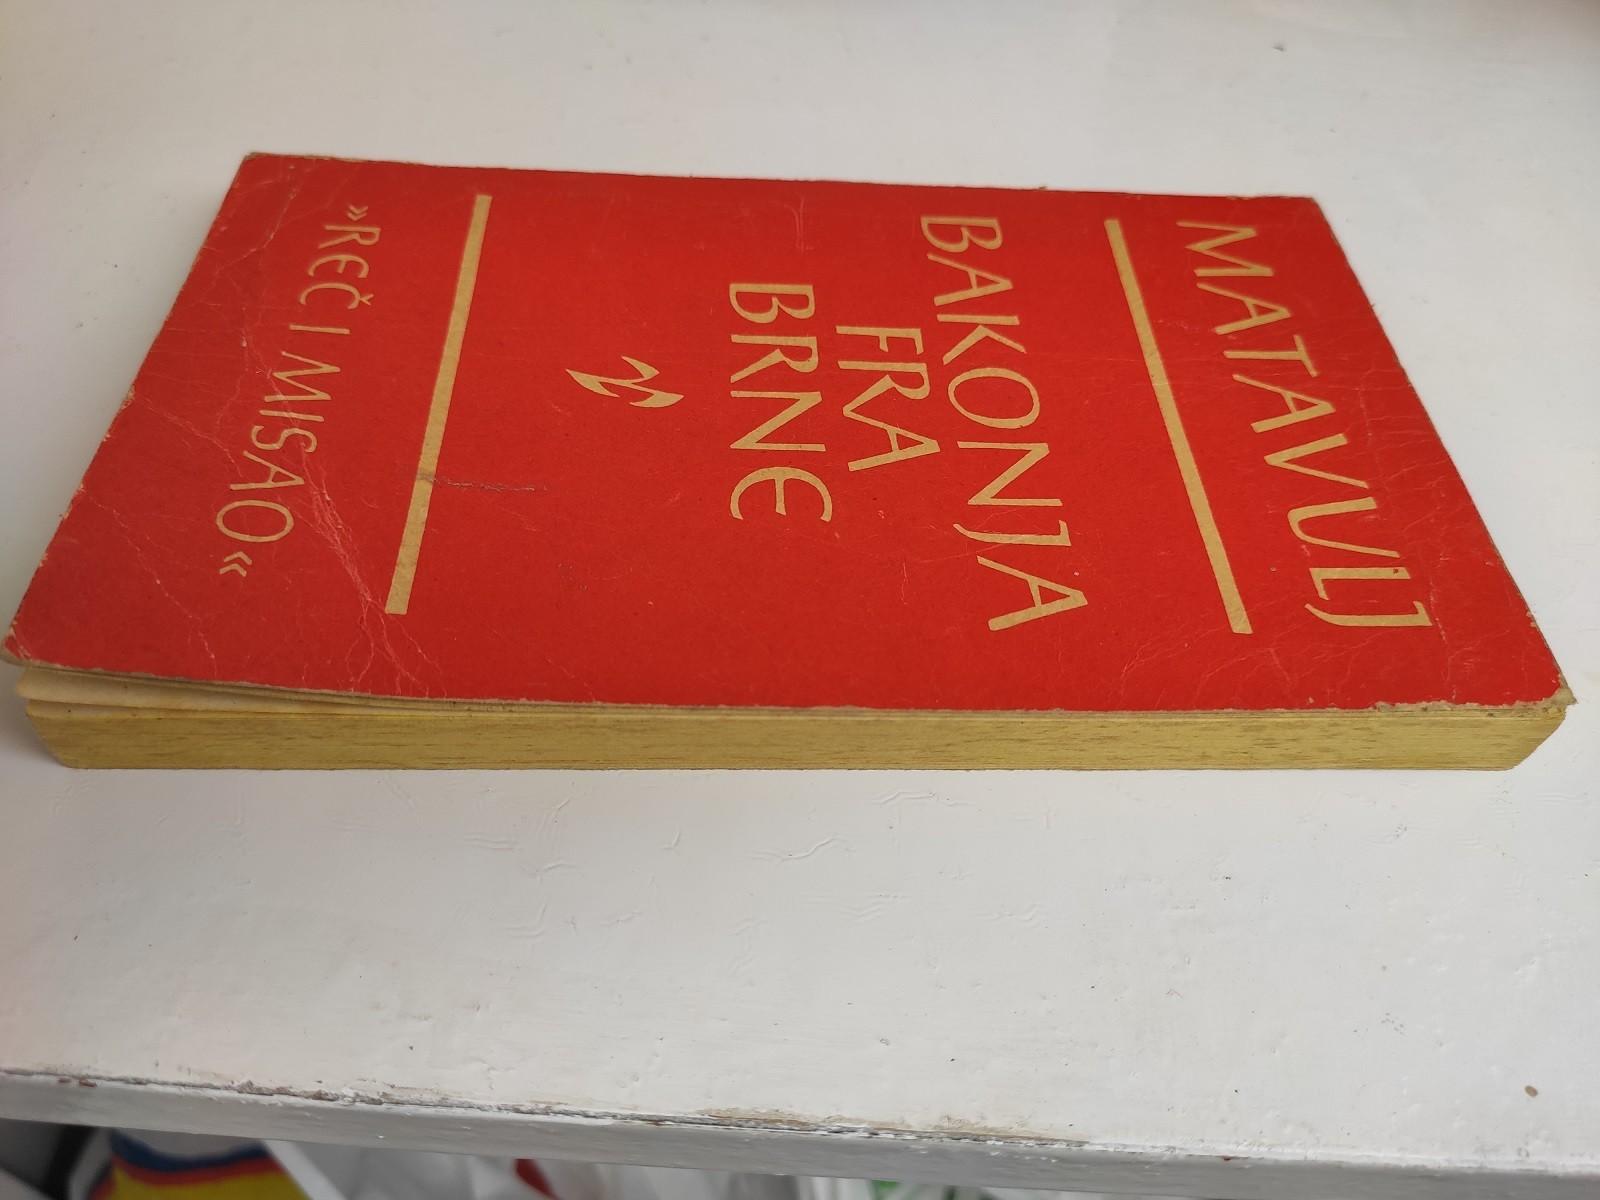 MATAVULJ
BAKONJA
FRA
BRNE
»REČ I MISAO«